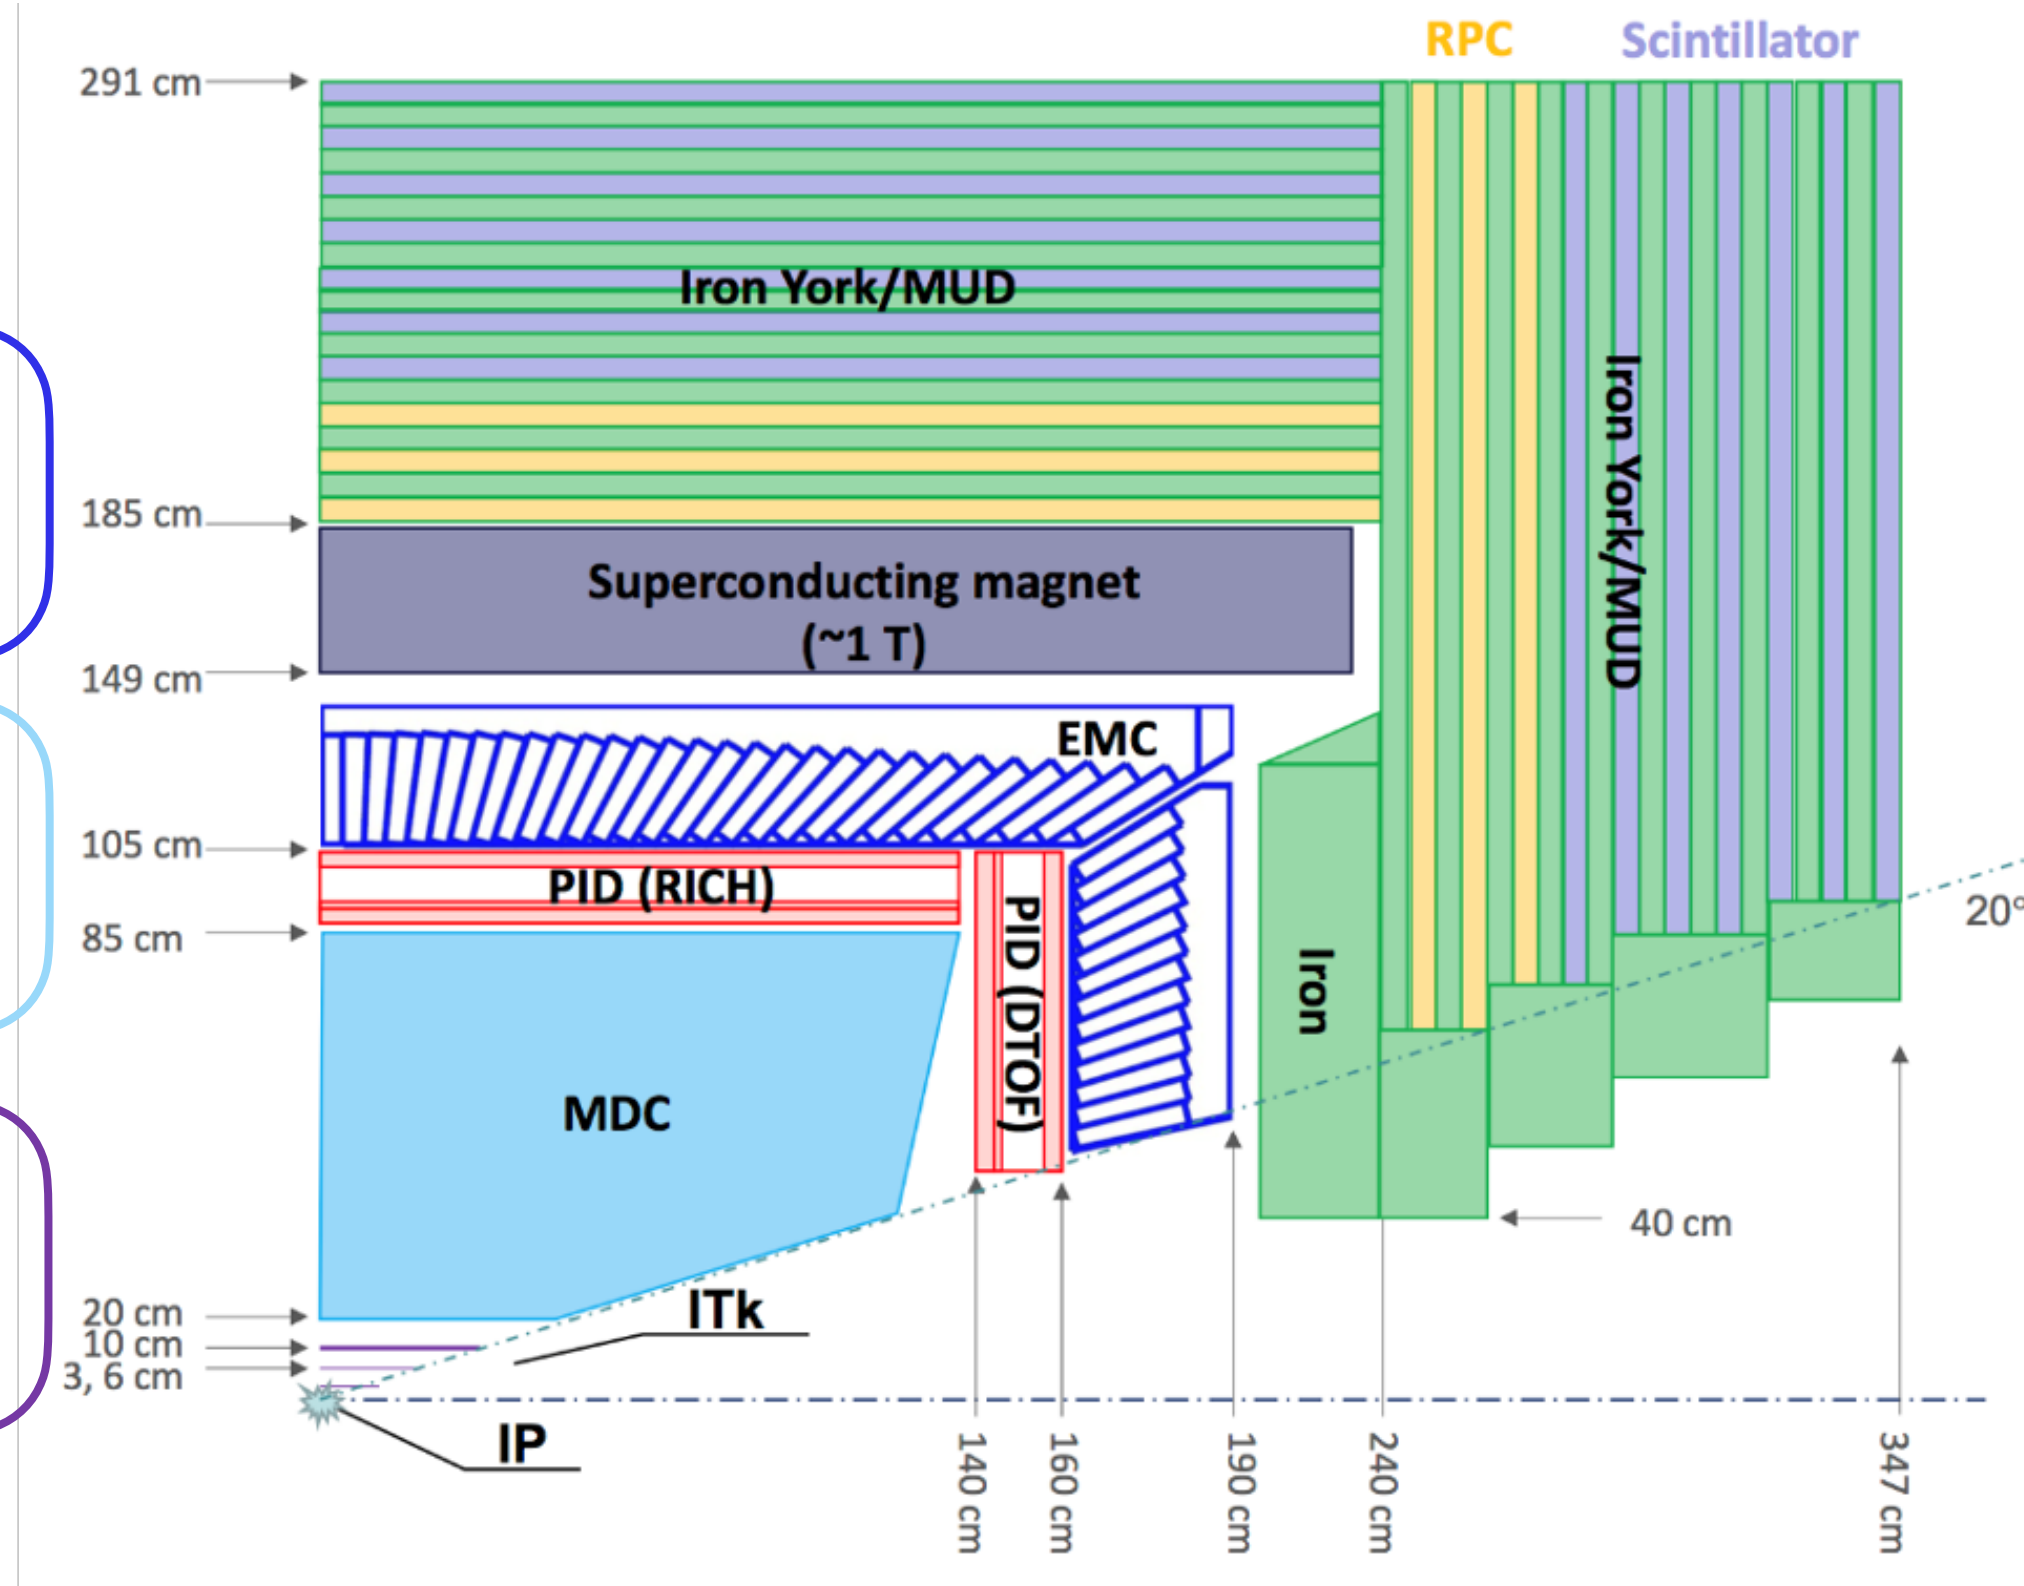 RPC
Scintillator
291 cm
Iron York/MUD
Iron York/MUD
185 cm
Superconducting magnet
(~1 T)
149 cm
EMC
105 cm
PID (RICH)
PID (DTOF)
85 cm
20°
Iron
MDC
40 cm
20 cm
ITk
10 cm
3, 6 cm
IP
140 cm
160 cm
190 cm
240 cm
347 cm